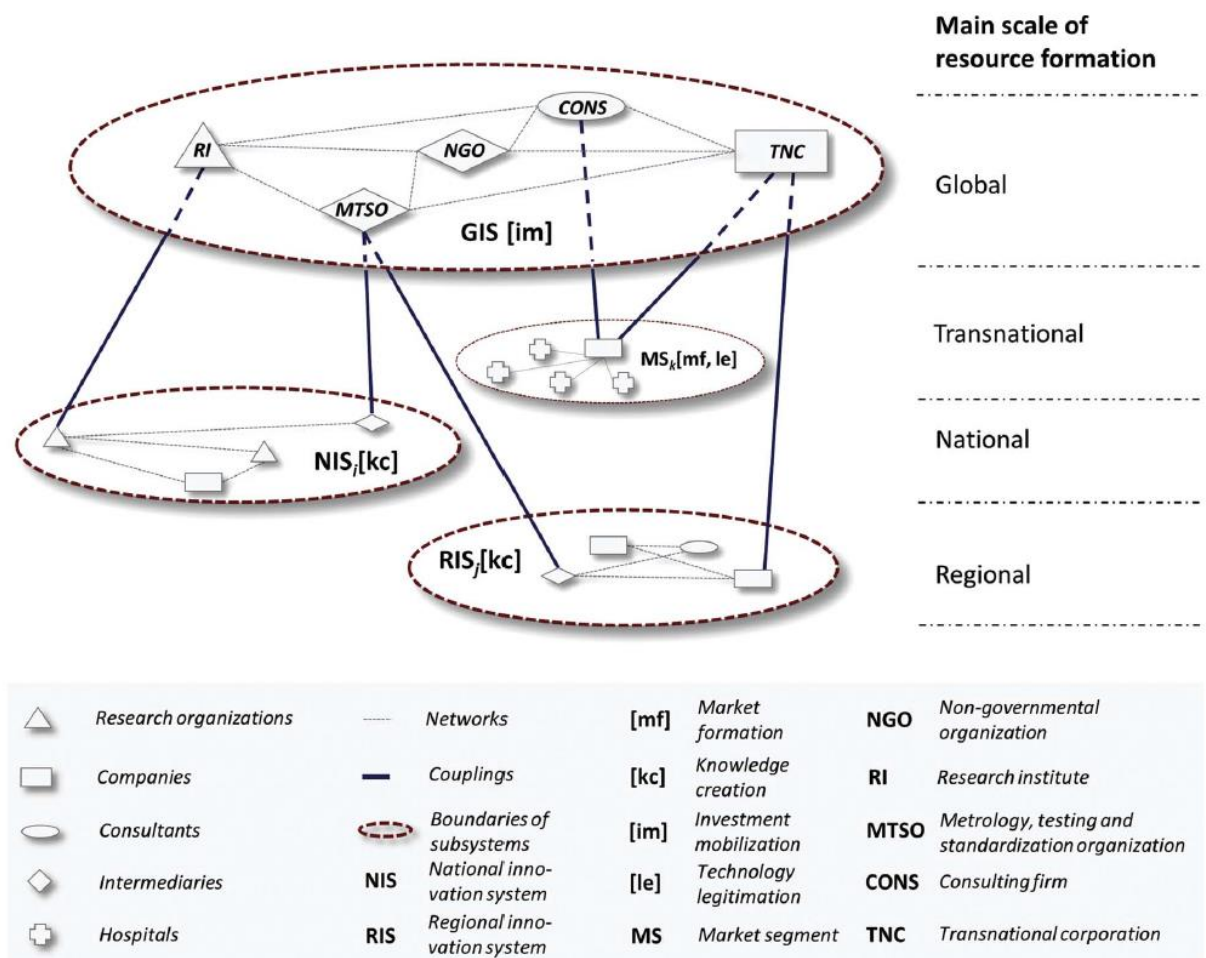 Main scale of
resource formation
CONS
RI
NGO
TNC
MTSO
GIS [im]
Global
MSk[mf, le]
Transnational
NISi[kc]
National
RISj[kc]
Regional
Research organizations
Companies
Consultants
Intermediaries
Hospitals
Networks
Couplings
Boundaries of
subsystems
NIS National inno-
vation system
RIS Regional inno-
vation system
[mf] Market
formation
[kc] Knowledge
creation
[im] Investment
mobilization
[le] Technology
legitimation
MS Market segment
NGO Non-governmental
organization
RI Research institute
MTSO Metrology, testing and
standardization organization
CONS Consulting firm
TNC Transnational corporation